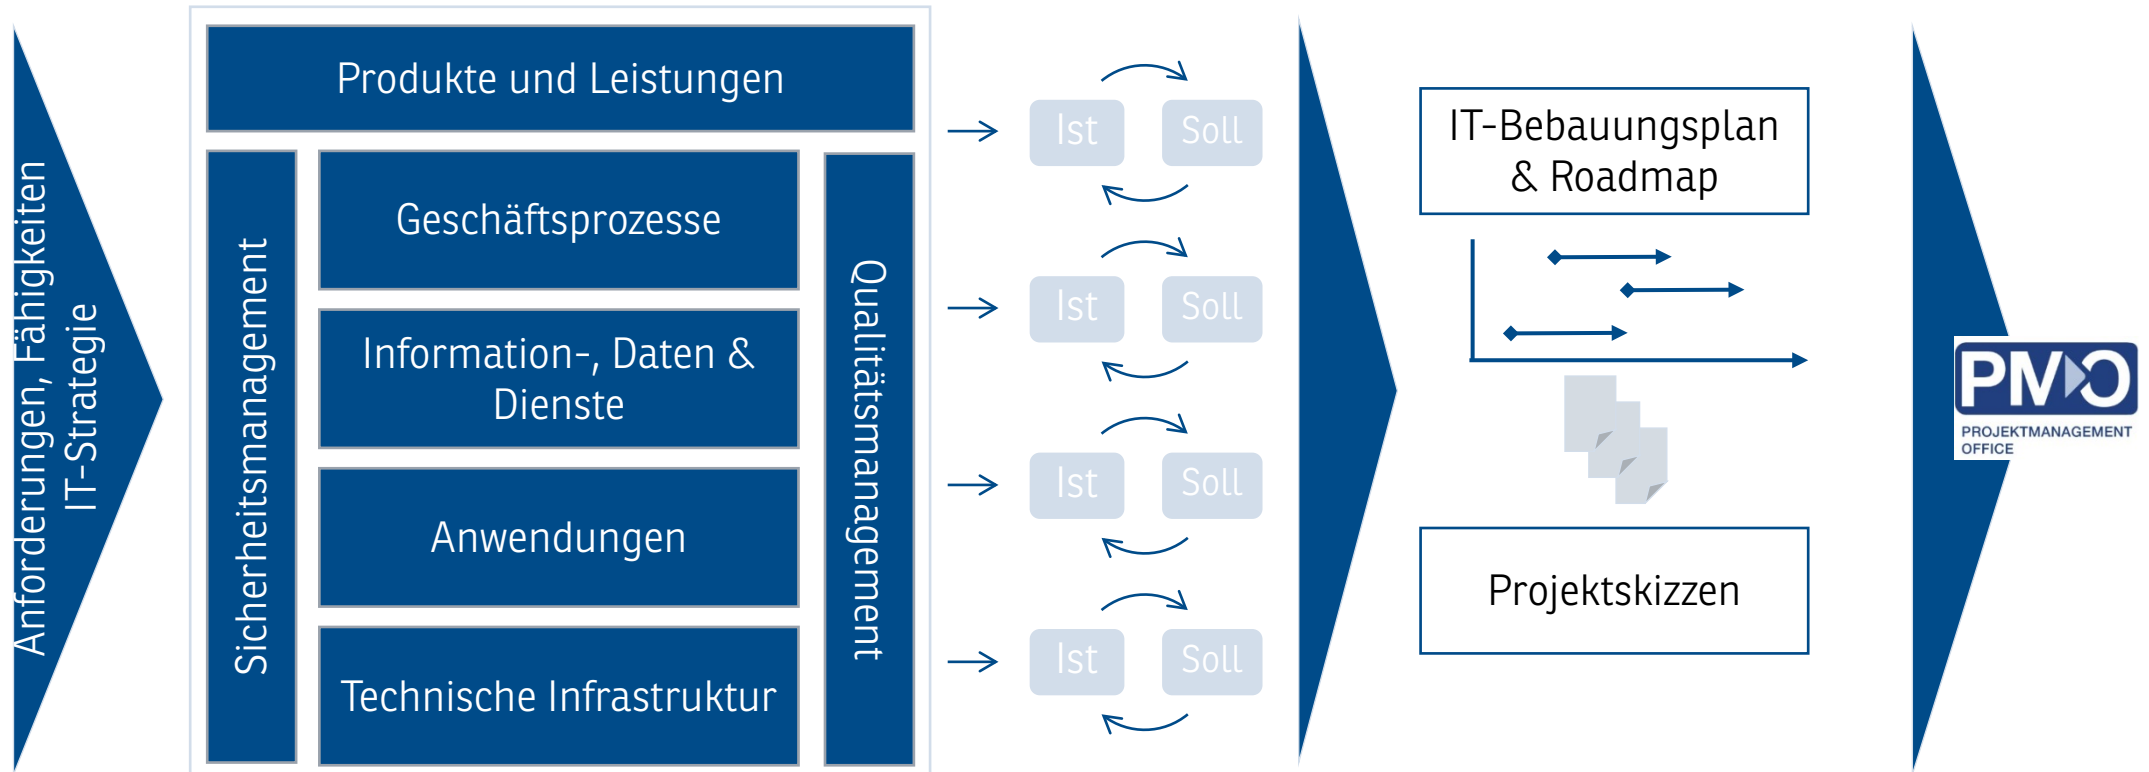 Anforderungen, Fähigkeiten
IT-Strategie
Produkte und Leistungen
Sicherheitsmanagement
Geschäftsprozesse
Information-, Daten &
Dienste
Anwendungen
Technische Infrastruktur
Qualitätsmanagement
Ist
Soll
Ist
Soll
Ist
Soll
Ist
Soll
IT-Bebauungsplan
& Roadmap
Projektskizzen
PMO
PROJEKTMANAGEMENT
OFFICE